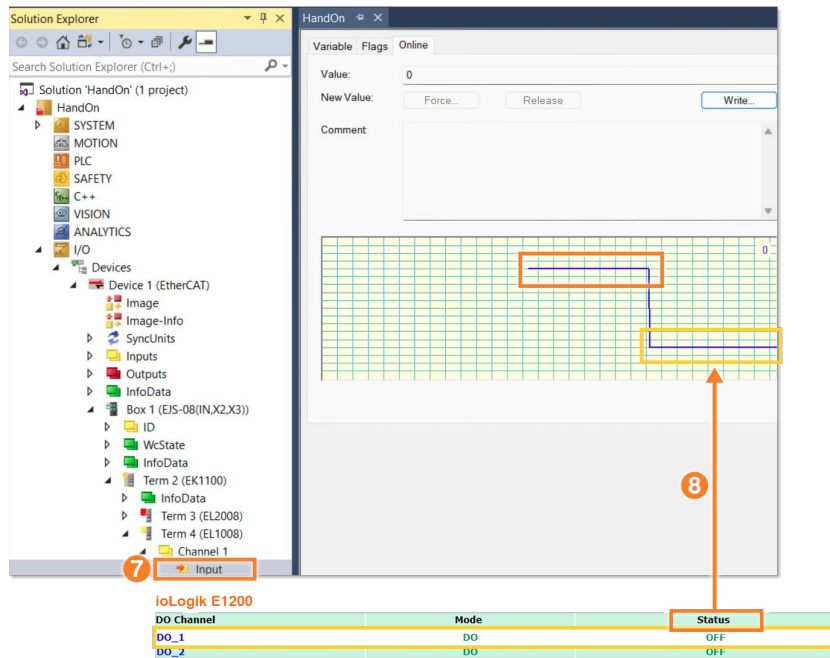 Solution Explorer
Search Solution Explorer (Ctrl+;)
Solution 'HandOn' (1 project)
HandOn
SYSTEM
MOTION
PLC
SAFETY
C++
VISION
ANALYTICS
I/O
Devices
Device 1 (EtherCAT)
Image
Image-Info
SyncUnits
Inputs
Outputs
InfoData
Box 1 (EJS-08(IN,X2,X3))
ID
WcState
InfoData
Term 2 (EK1100)
InfoData
Term 3 (EL2008)
Term 4 (EL1008)
Channel 1
7 Input
HandOn
Variable Flags Online
Value: 0
New Value: Force... Release Write...
Comment:
0
8
ioLogik E1200
DO Channel Mode Status
DO_1 DO OFF
DO_2 DO OFF